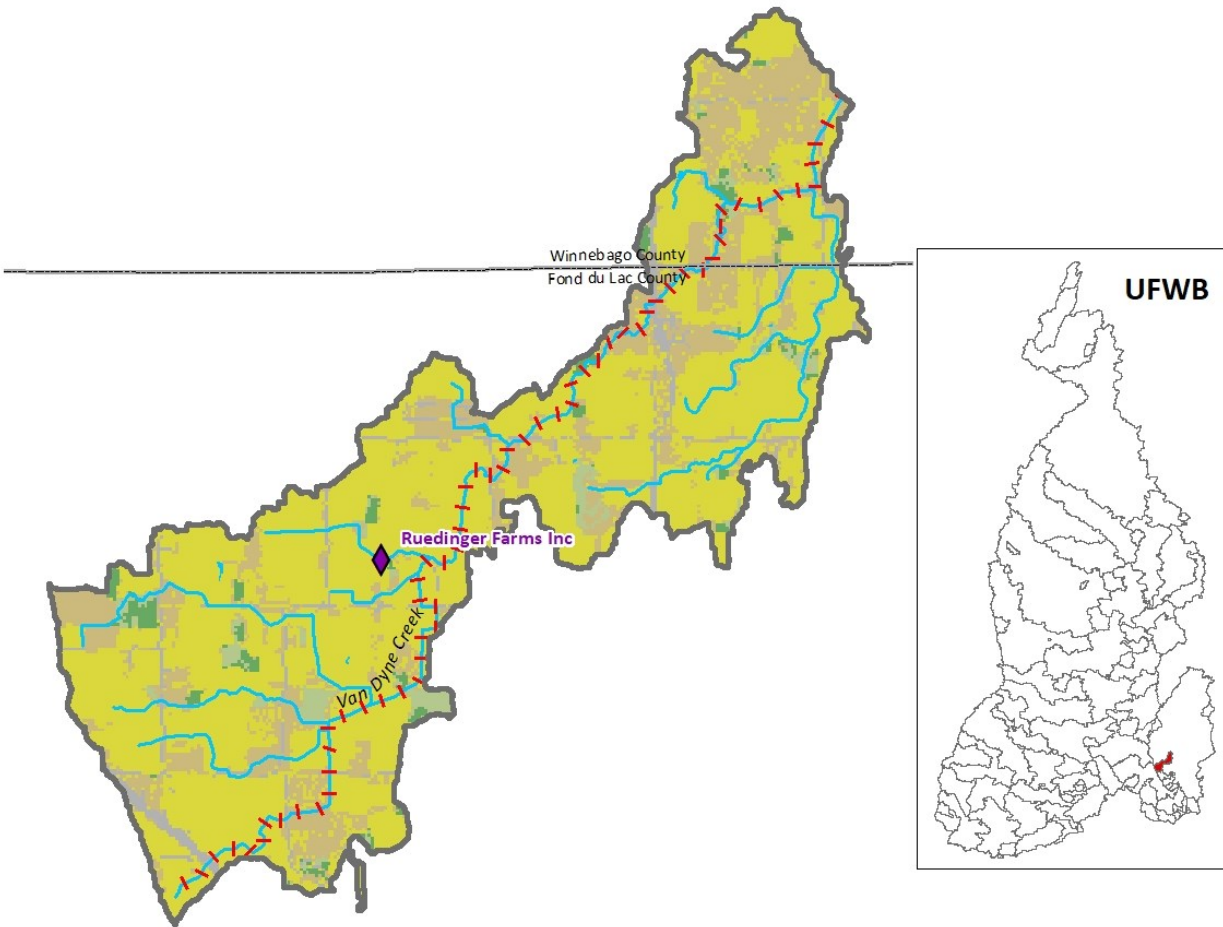 UFWB
Winnebago County
Fond du Lac County
Ruedinger Farms Inc
Van Dyne Creek